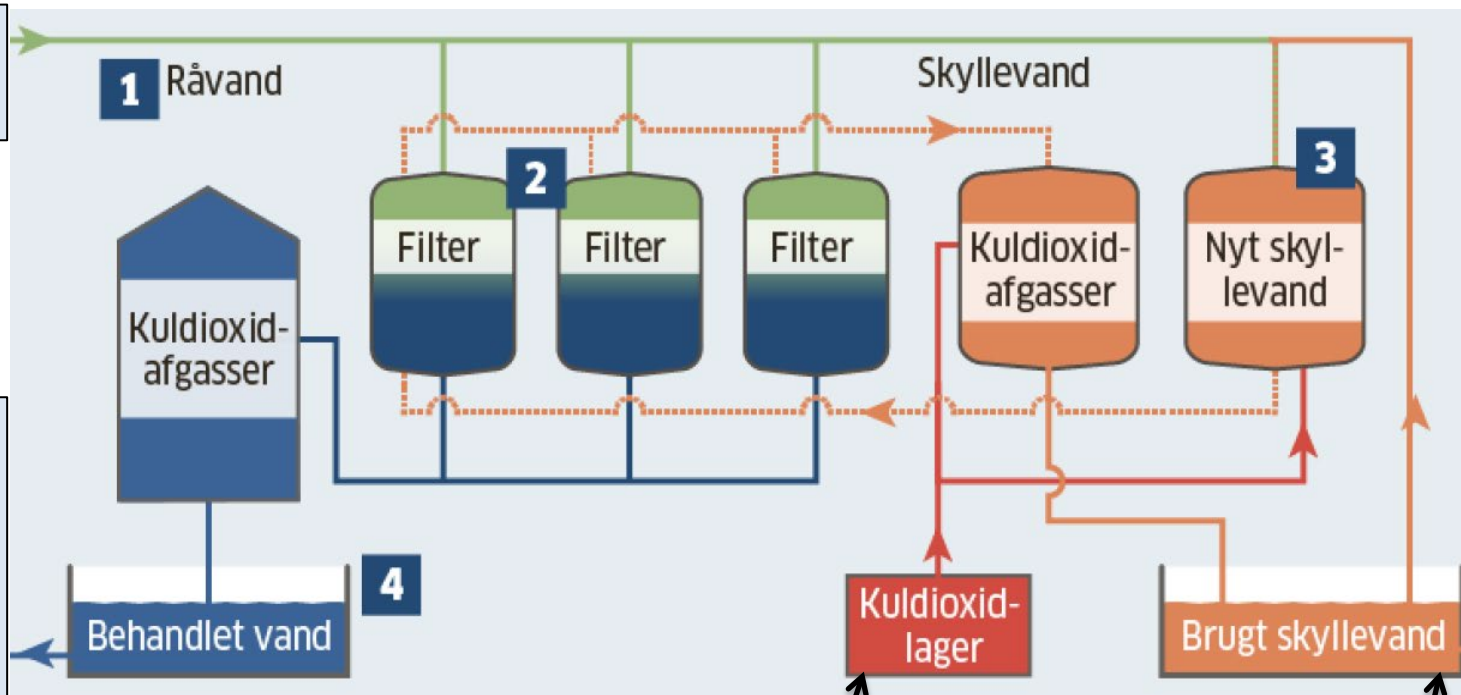 1 Råvand
Skyllevand
2
3
Filter
Filter
Filter
Kuldioxid-
afgasser
Nyt skyl-
levand
Kuldioxid-
afgasser
4
Behandlet vand
Kuldioxid-
lager
Brugt skyllevand